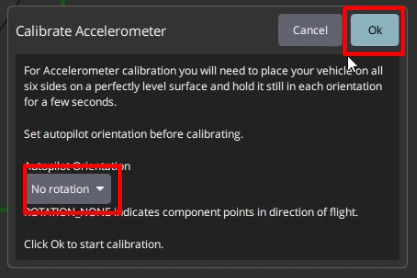 Calibrate Accelerometer
Cancel
Ok
For Accelerometer calibration you will need to place your vehicle on all
six sides on a perfectly level surface and hold it still in each orientation
for a few seconds.
Set autopilot orientation before calibrating.
Autopilot Orientation
No rotation
ROTATION_NONE indicates component points in direction of flight.
Click Ok to start calibration.